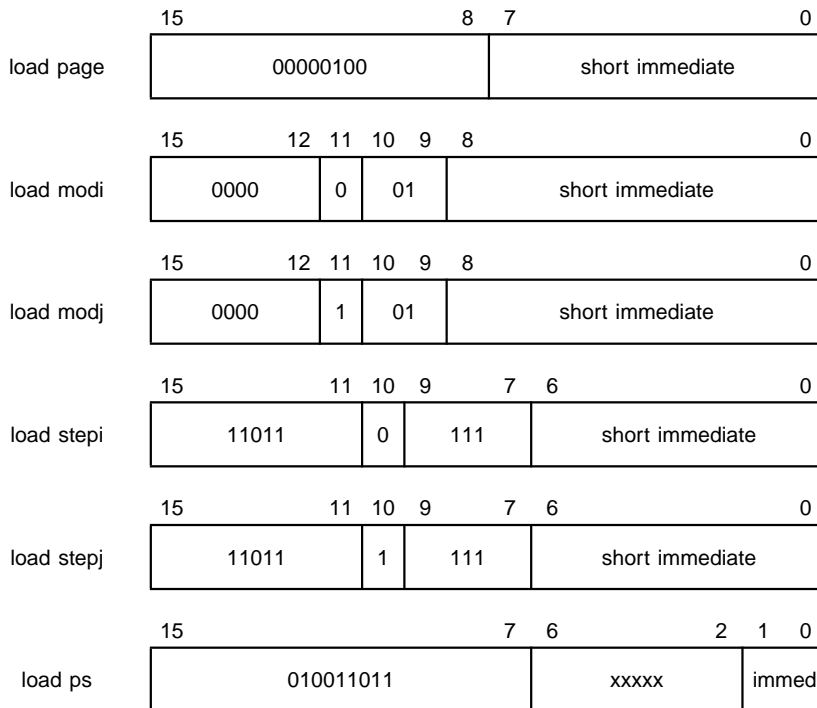 15 8 7 0
load page 00000100 short immediate
15 12 11 10 9 8 0
load modi 0000 0 01 short immediate
15 12 11 10 9 8 0
load modj 0000 1 01 short immediate
15 11 10 9 7 6 0
load stepi 11011 0 111 short immediate
15 11 10 9 7 6 0
load stepj 11011 1 111 short immediate
15 7 6 2 1 0
load ps 010011011 xxxxx immed